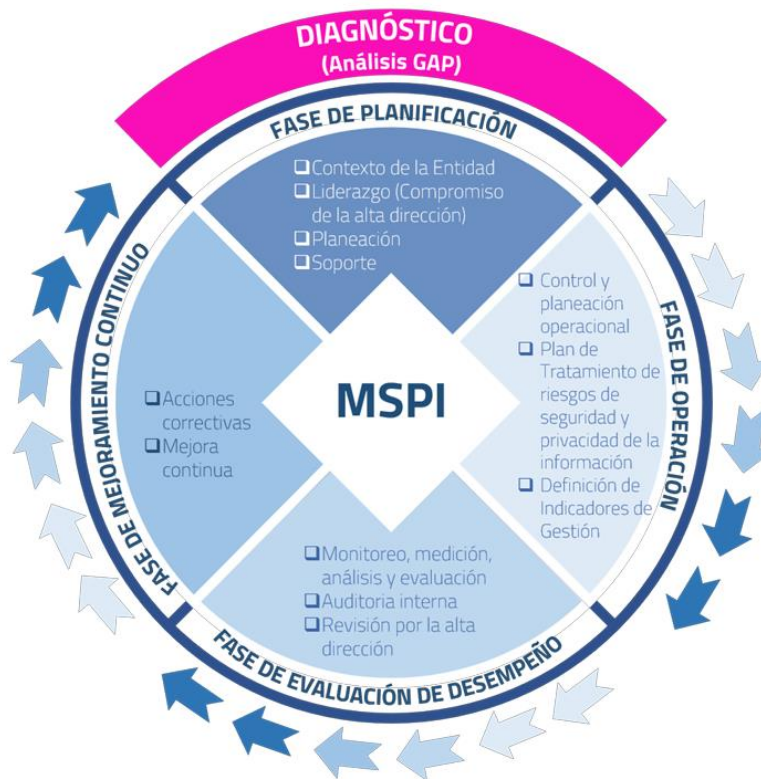 DIAGNÓSTICO
(Análisis GAP)
FASE DE PLANIFICACIÓN
❑Contexto de la Entidad
❑Liderazgo (Compromiso
de la alta dirección)
❑Planeación
❑Soporte
FASE DE OPERACIÓN
❑ Control y
planeación
operacional
❑ Plan de
Tratamiento de
riesgos de
seguridad y
privacidad de la
información
❑ Definición de
Indicadores de
Gestión
MSPI
FASE DE MEJORAMIENTO CONTINUO
❑Acciones
correctivas
❑Mejora
continua
❑Monitoreo, medición,
análisis y evaluación
❑Auditoria interna
❑Revisión por la alta
dirección
FASE DE EVALUACIÓN DE DESEMPEÑO